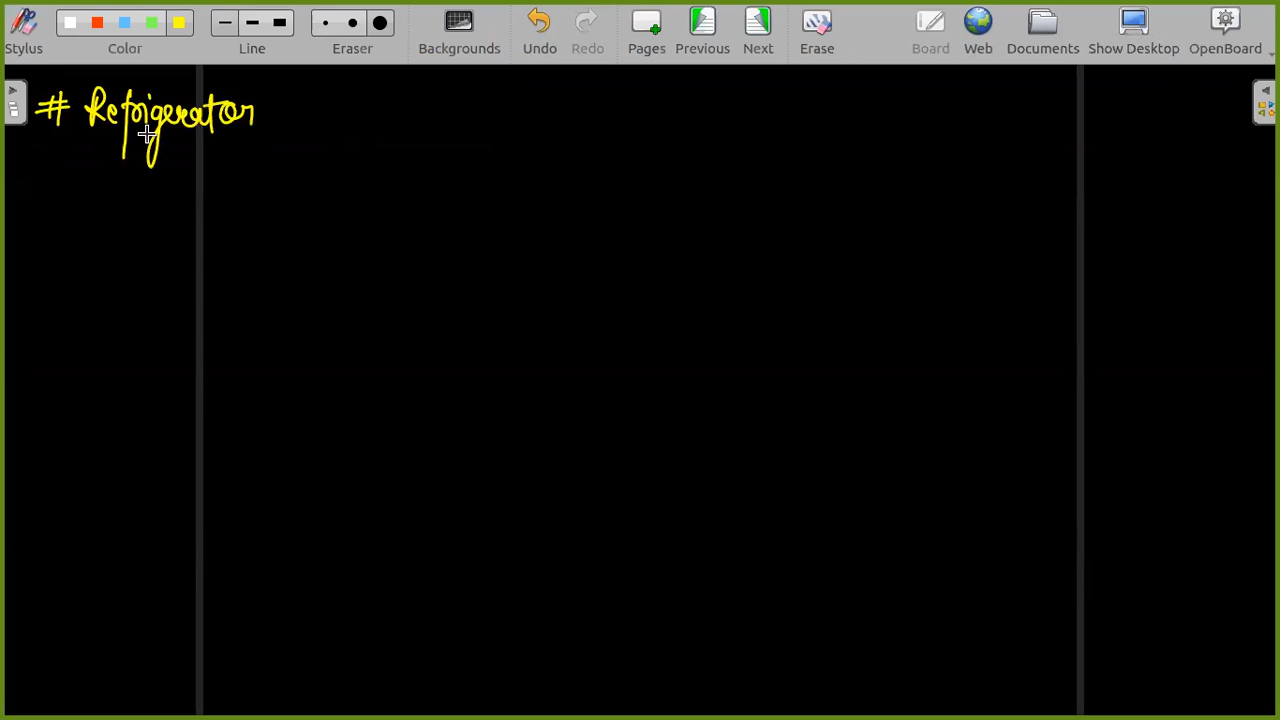 Stylus Color Line Eraser Backgrounds Undo Redo Pages Previous Next Erase Board Web Documents Show Desktop OpenBoard
# Refrigerator